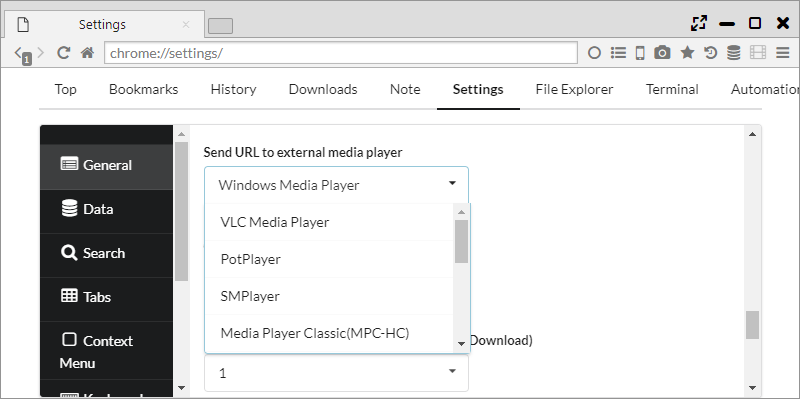 Settings
1
chrome://settings/
Top Bookmarks History Downloads Note Settings File Explorer Terminal Automation
General
Data
Search
Tabs
Context
Menu
Send URL to external media player
Windows Media Player
VLC Media Player
PotPlayer
SMPlayer
Media Player Classic(MPC-HC)
Download)
1